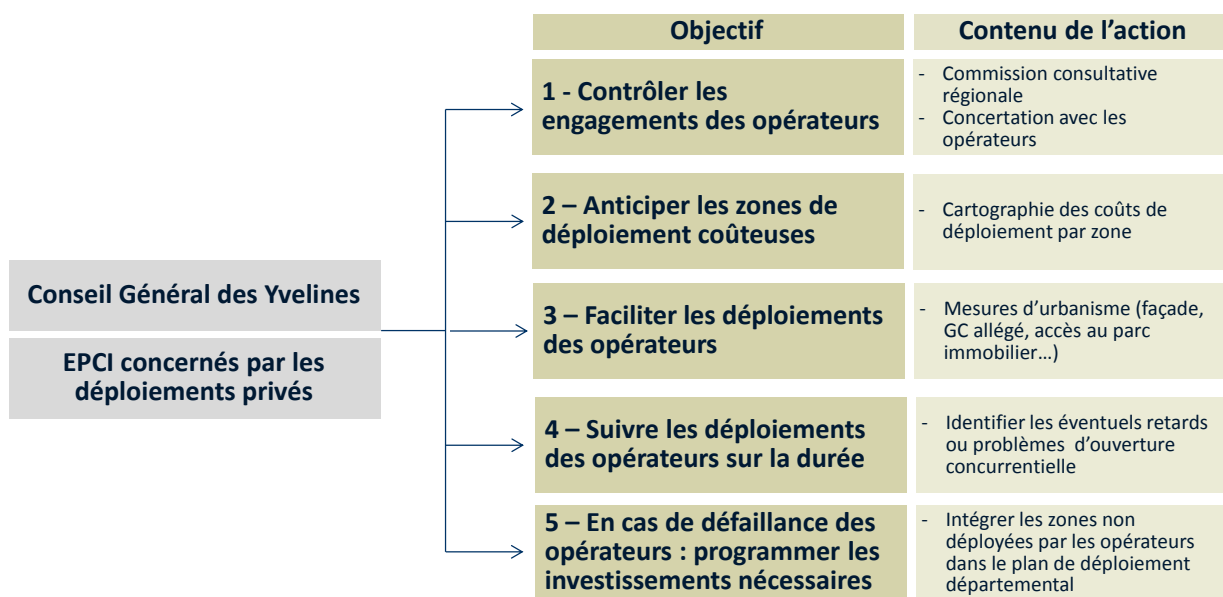 Objectif
Contenu de l’action
1 - Contrôler les
engagements des opérateurs
- Commission consultative
régionale
- Concertation avec les
opérateurs
2 – Anticiper les zones de
déploiement coûteuses
- Cartographie des coûts de
déploiement par zone
Conseil Général des Yvelines
EPCI concernés par les
déploiements privés
3 – Faciliter les déploiements
des opérateurs
- Mesures d’urbanisme (façade,
GC allégé, accès au parc
immobilier…)
4 – Suivre les déploiements
des opérateurs sur la durée
- Identifier les éventuels retards
ou problèmes d’ouverture
concurrentielle
5 – En cas de défaillance des
opérateurs : programmer les
investissements nécessaires
- Intégrer les zones non
déployées par les opérateurs
dans le plan de déploiement
départemental